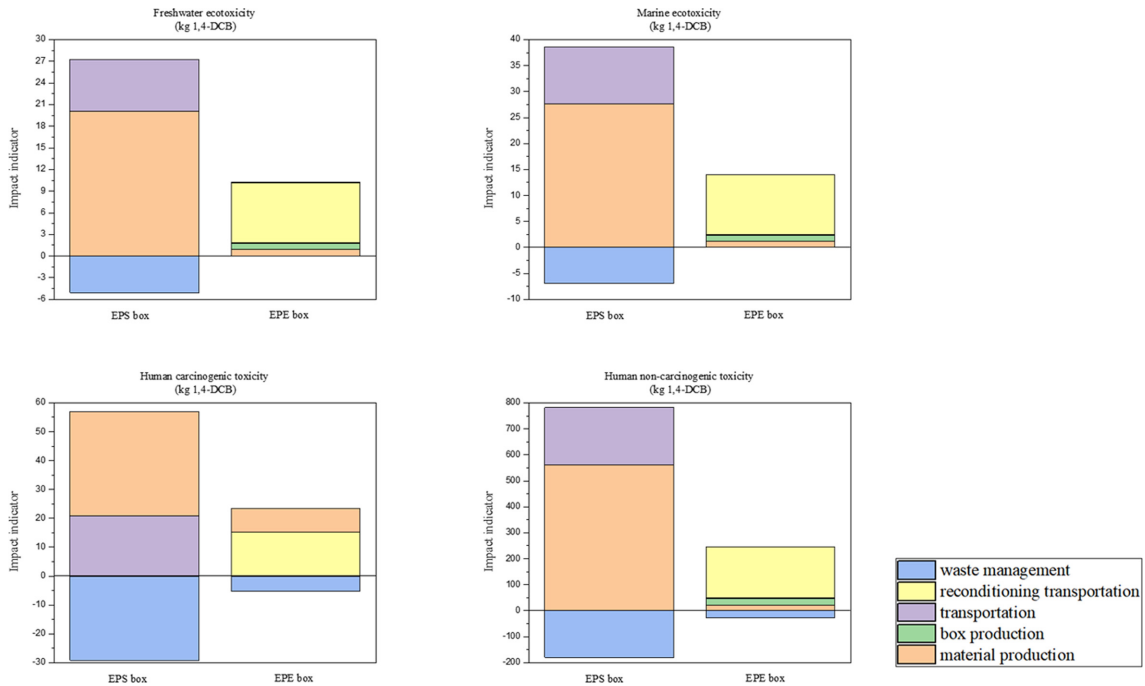 Freshwater ecotoxicity
(kg 1,4-DCB)
Impact indicator
30
27
24
21
18
15
12
9
6
3
0
-3
-6
EPS box
EPE box
Marine ecotoxicity
(kg 1,4-DCB)
Impact indicator
40
35
30
25
20
15
10
5
0
-5
-10
EPS box
EPE box
Human carcinogenic toxicity
(kg 1,4-DCB)
Impact indicator
60
50
40
30
20
10
0
-10
-20
-30
EPS box
EPE box
Human non-carcinogenic toxicity
(kg 1,4-DCB)
Impact indicator
800
700
600
500
400
300
200
100
0
-100
-200
EPS box
EPE box
waste management
reconditioning transportation
transportation
box production
material production